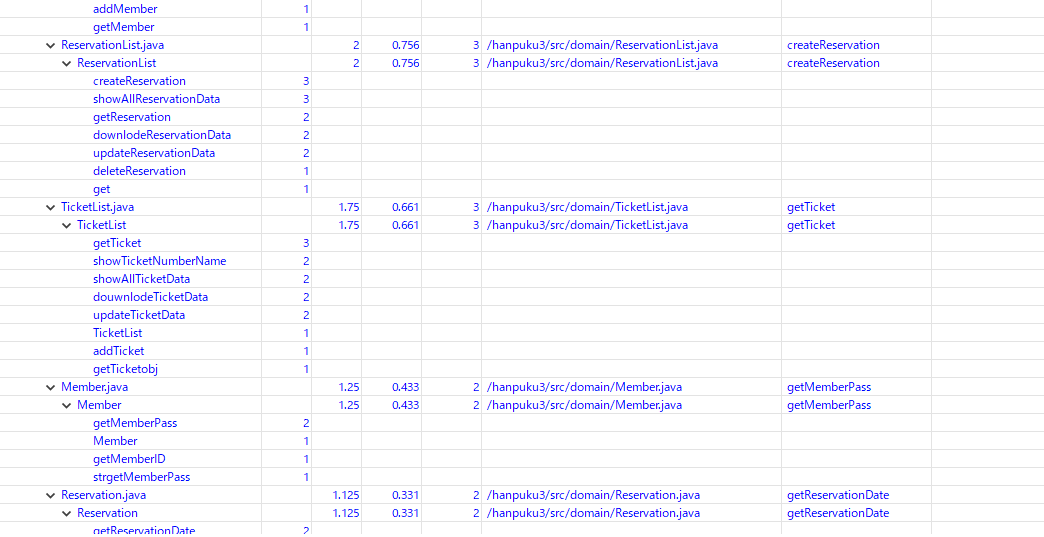 addMember 1
getMember 1
ReservationList.java 2 0.756 3 /hanpuku3/src/domain/ReservationList.java createReservation
ReservationList 2 0.756 3 /hanpuku3/src/domain/ReservationList.java createReservation
createReservation 3
showAllReservationData 3
getReservation 2
downlodeReservationData 2
updateReservationData 2
deleteReservation 1
get 1
TicketList.java 1.75 0.661 3 /hanpuku3/src/domain/TicketList.java getTicket
TicketList 1.75 0.661 3 /hanpuku3/src/domain/TicketList.java getTicket
getTicket 3
showTicketNumberName 2
showAllTicketData 2
douwnlodeTicketData 2
updateTicketData 2
TicketList 1
addTicket 1
getTicketobj 1
Member.java 1.25 0.433 2 /hanpuku3/src/domain/Member.java getMemberPass
Member 1.25 0.433 2 /hanpuku3/src/domain/Member.java getMemberPass
getMemberPass 2
Member 1
getMemberID 1
strgetMemberPass 1
Reservation.java 1.125 0.331 2 /hanpuku3/src/domain/Reservation.java getReservationDate
Reservation 1.125 0.331 2 /hanpuku3/src/domain/Reservation.java getReservationDate
getReservationDate 2